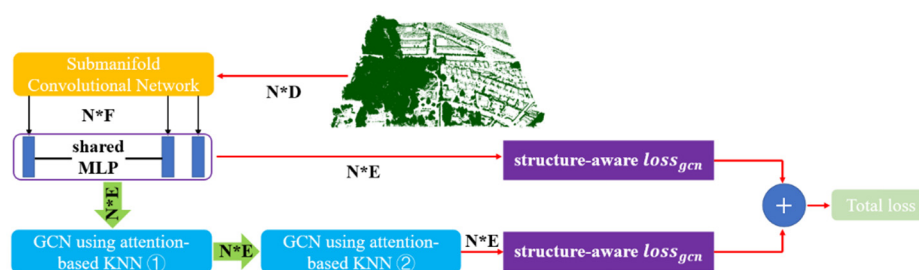 Submanifold
Convolutional Network
N*D
N*F
shared
MLP
N*E
structure-aware loss_gcn
N*E
Total loss
GCN using attention-
based KNN ①
N*E
GCN using attention-
based KNN ②
N*E
structure-aware loss_gcn
+